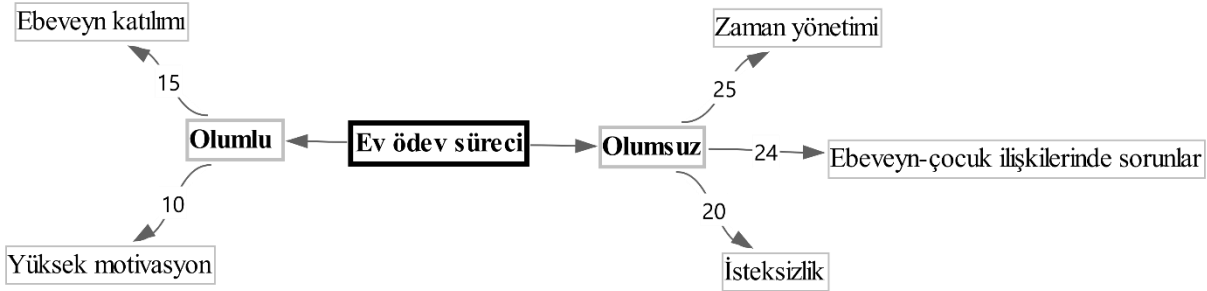 Ebeveyn katılımı
Zaman yönetimi
15
25
Olumlu
Ev ödev süreci
Olumsuz
24
Ebeveyn-çocuk ilişkilerinde sorunlar
10
20
Yüksek motivasyon
İsteksizlik